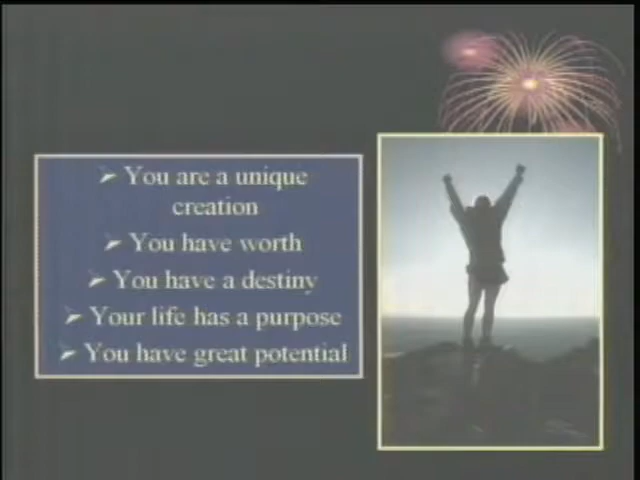 ➢ You are a unique
creation
➢ You have worth
➢ You have a destiny
➢ Your life has a purpose
➢ You have great potential